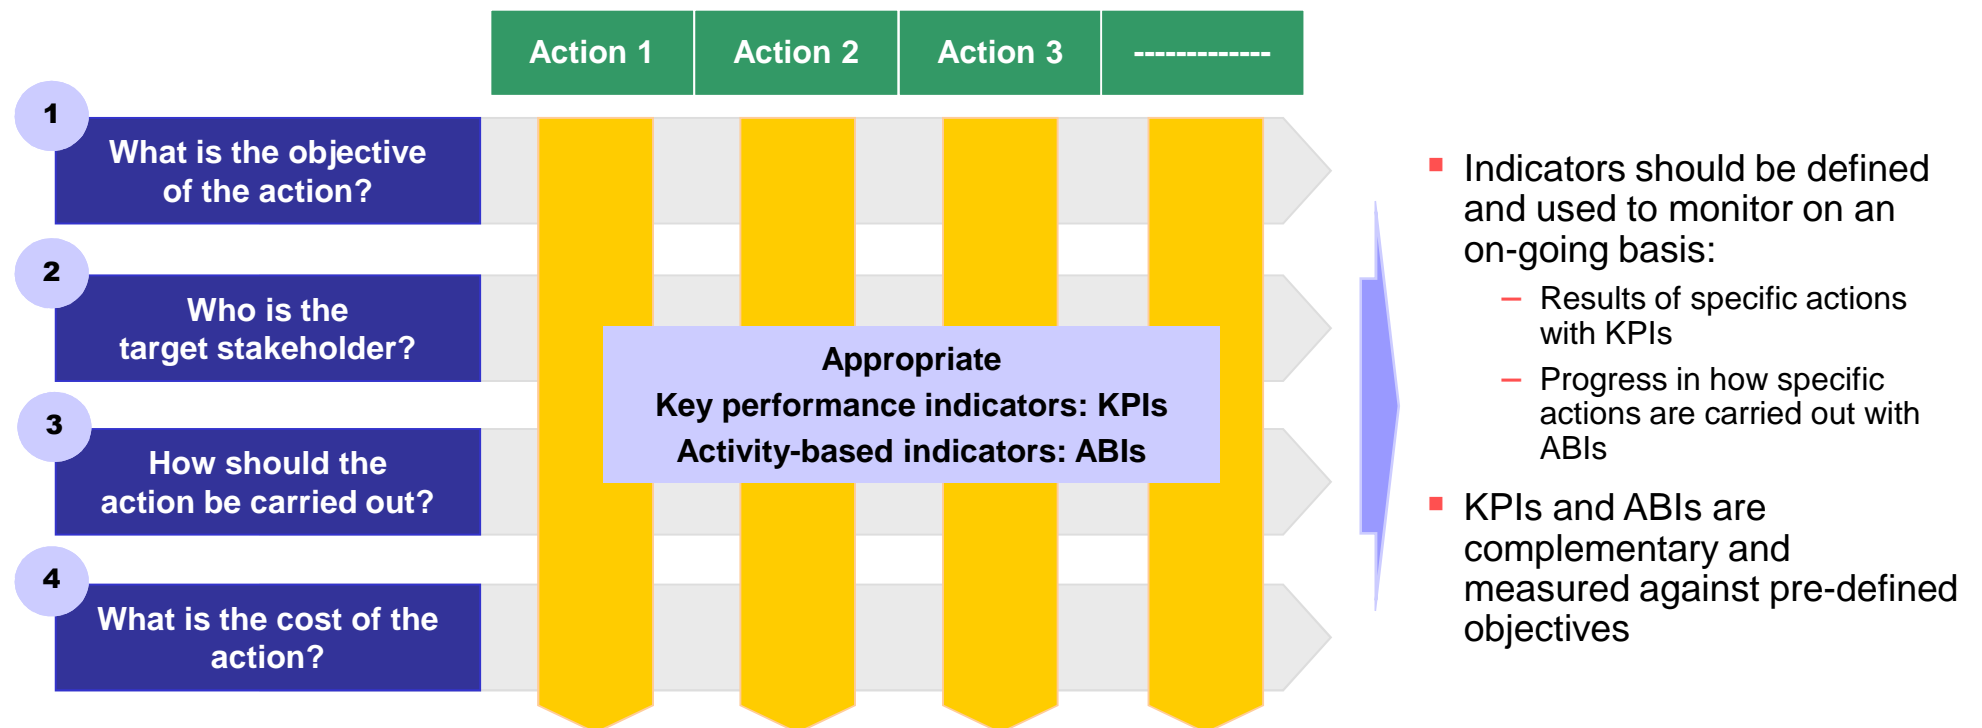 Action 1
Action 2
Action 3
-------------
1
What is the objective
of the action?
2
Who is the
target stakeholder?
3
How should the
action be carried out?
4
What is the cost of the
action?
Appropriate
Key performance indicators: KPIs
Activity-based indicators: ABIs
Indicators should be defined
and used to monitor on an
on-going basis:
– Results of specific actions
with KPIs
– Progress in how specific
actions are carried out with
ABIs
KPIs and ABIs are
complementary and
measured against pre-defined
objectives